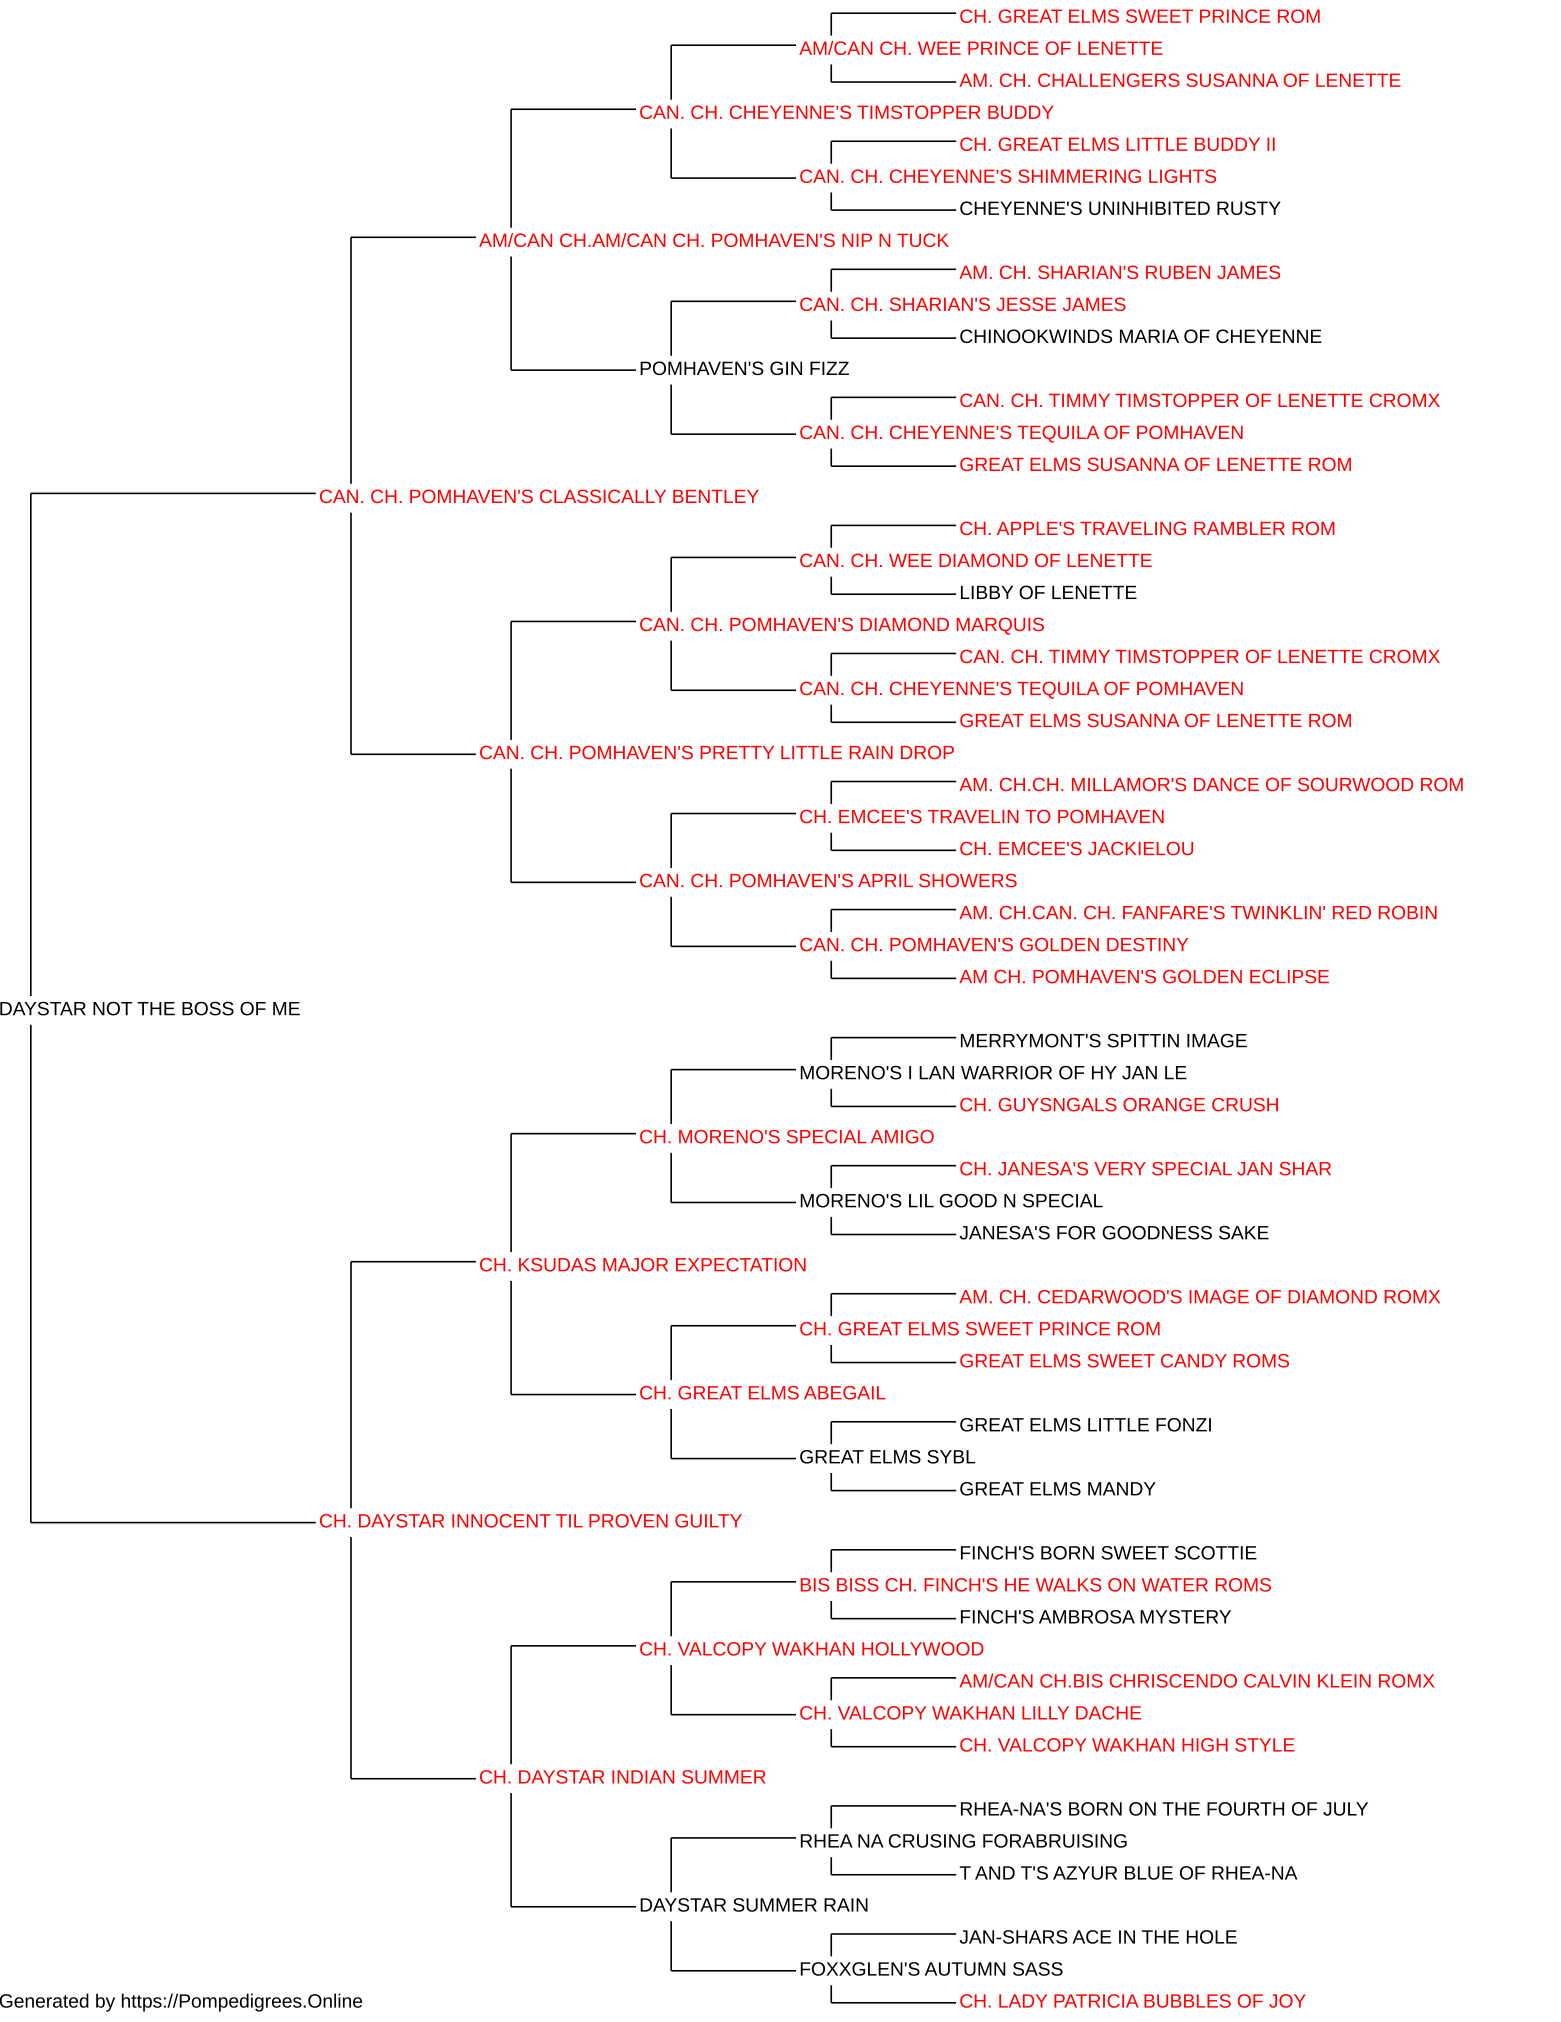 CH. GREAT ELMS SWEET PRINCE ROM
AM/CAN CH. WEE PRINCE OF LENETTE
AM. CH. CHALLENGERS SUSANNA OF LENETTE
CAN. CH. CHEYENNE'S TIMSTOPPER BUDDY
CH. GREAT ELMS LITTLE BUDDY II
CAN. CH. CHEYENNE'S SHIMMERING LIGHTS
CHEYENNE'S UNINHIBITED RUSTY
AM/CAN CH.AM/CAN CH. POMHAVEN'S NIP N TUCK
AM. CH. SHARIAN'S RUBEN JAMES
CAN. CH. SHARIAN'S JESSE JAMES
CHINOOKWINDS MARIA OF CHEYENNE
POMHAVEN'S GIN FIZZ
CAN. CH. TIMMY TIMSTOPPER OF LENETTE CROMX
CAN. CH. CHEYENNE'S TEQUILA OF POMHAVEN
GREAT ELMS SUSANNA OF LENETTE ROM
CAN. CH. POMHAVEN'S CLASSICALLY BENTLEY
CH. APPLE'S TRAVELING RAMBLER ROM
CAN. CH. WEE DIAMOND OF LENETTE
LIBBY OF LENETTE
CAN. CH. POMHAVEN'S DIAMOND MARQUIS
CAN. CH. TIMMY TIMSTOPPER OF LENETTE CROMX
CAN. CH. CHEYENNE'S TEQUILA OF POMHAVEN
GREAT ELMS SUSANNA OF LENETTE ROM
CAN. CH. POMHAVEN'S PRETTY LITTLE RAIN DROP
AM. CH.CH. MILLAMOR'S DANCE OF SOURWOOD ROM
CH. EMCEE'S TRAVELIN TO POMHAVEN
CH. EMCEE'S JACKIELOU
CAN. CH. POMHAVEN'S APRIL SHOWERS
AM. CH.CAN. CH. FANFARE'S TWINKLIN' RED ROBIN
CAN. CH. POMHAVEN'S GOLDEN DESTINY
AM CH. POMHAVEN'S GOLDEN ECLIPSE
DAYSTAR NOT THE BOSS OF ME
MERRYMONT'S SPITTIN IMAGE
MORENO'S I LAN WARRIOR OF HY JAN LE
CH. GUYSNGALS ORANGE CRUSH
CH. MORENO'S SPECIAL AMIGO
CH. JANESA'S VERY SPECIAL JAN SHAR
MORENO'S LIL GOOD N SPECIAL
JANESA'S FOR GOODNESS SAKE
CH. KSUDAS MAJOR EXPECTATION
AM. CH. CEDARWOOD'S IMAGE OF DIAMOND ROMX
CH. GREAT ELMS SWEET PRINCE ROM
GREAT ELMS SWEET CANDY ROMS
CH. GREAT ELMS ABEGAIL
GREAT ELMS LITTLE FONZI
GREAT ELMS SYBL
GREAT ELMS MANDY
CH. DAYSTAR INNOCENT TIL PROVEN GUILTY
FINCH'S BORN SWEET SCOTTIE
BIS BISS CH. FINCH'S HE WALKS ON WATER ROMS
FINCH'S AMBROSA MYSTERY
CH. VALCOPY WAKHAN HOLLYWOOD
AM/CAN CH.BIS CHRISCENDO CALVIN KLEIN ROMX
CH. VALCOPY WAKHAN LILLY DACHE
CH. VALCOPY WAKHAN HIGH STYLE
CH. DAYSTAR INDIAN SUMMER
RHEA-NA'S BORN ON THE FOURTH OF JULY
RHEA NA CRUSING FORABRUISING
T AND T'S AZYUR BLUE OF RHEA-NA
DAYSTAR SUMMER RAIN
JAN-SHARS ACE IN THE HOLE
FOXXGLEN'S AUTUMN SASS
CH. LADY PATRICIA BUBBLES OF JOY
Generated by https://Pompedigrees.Online